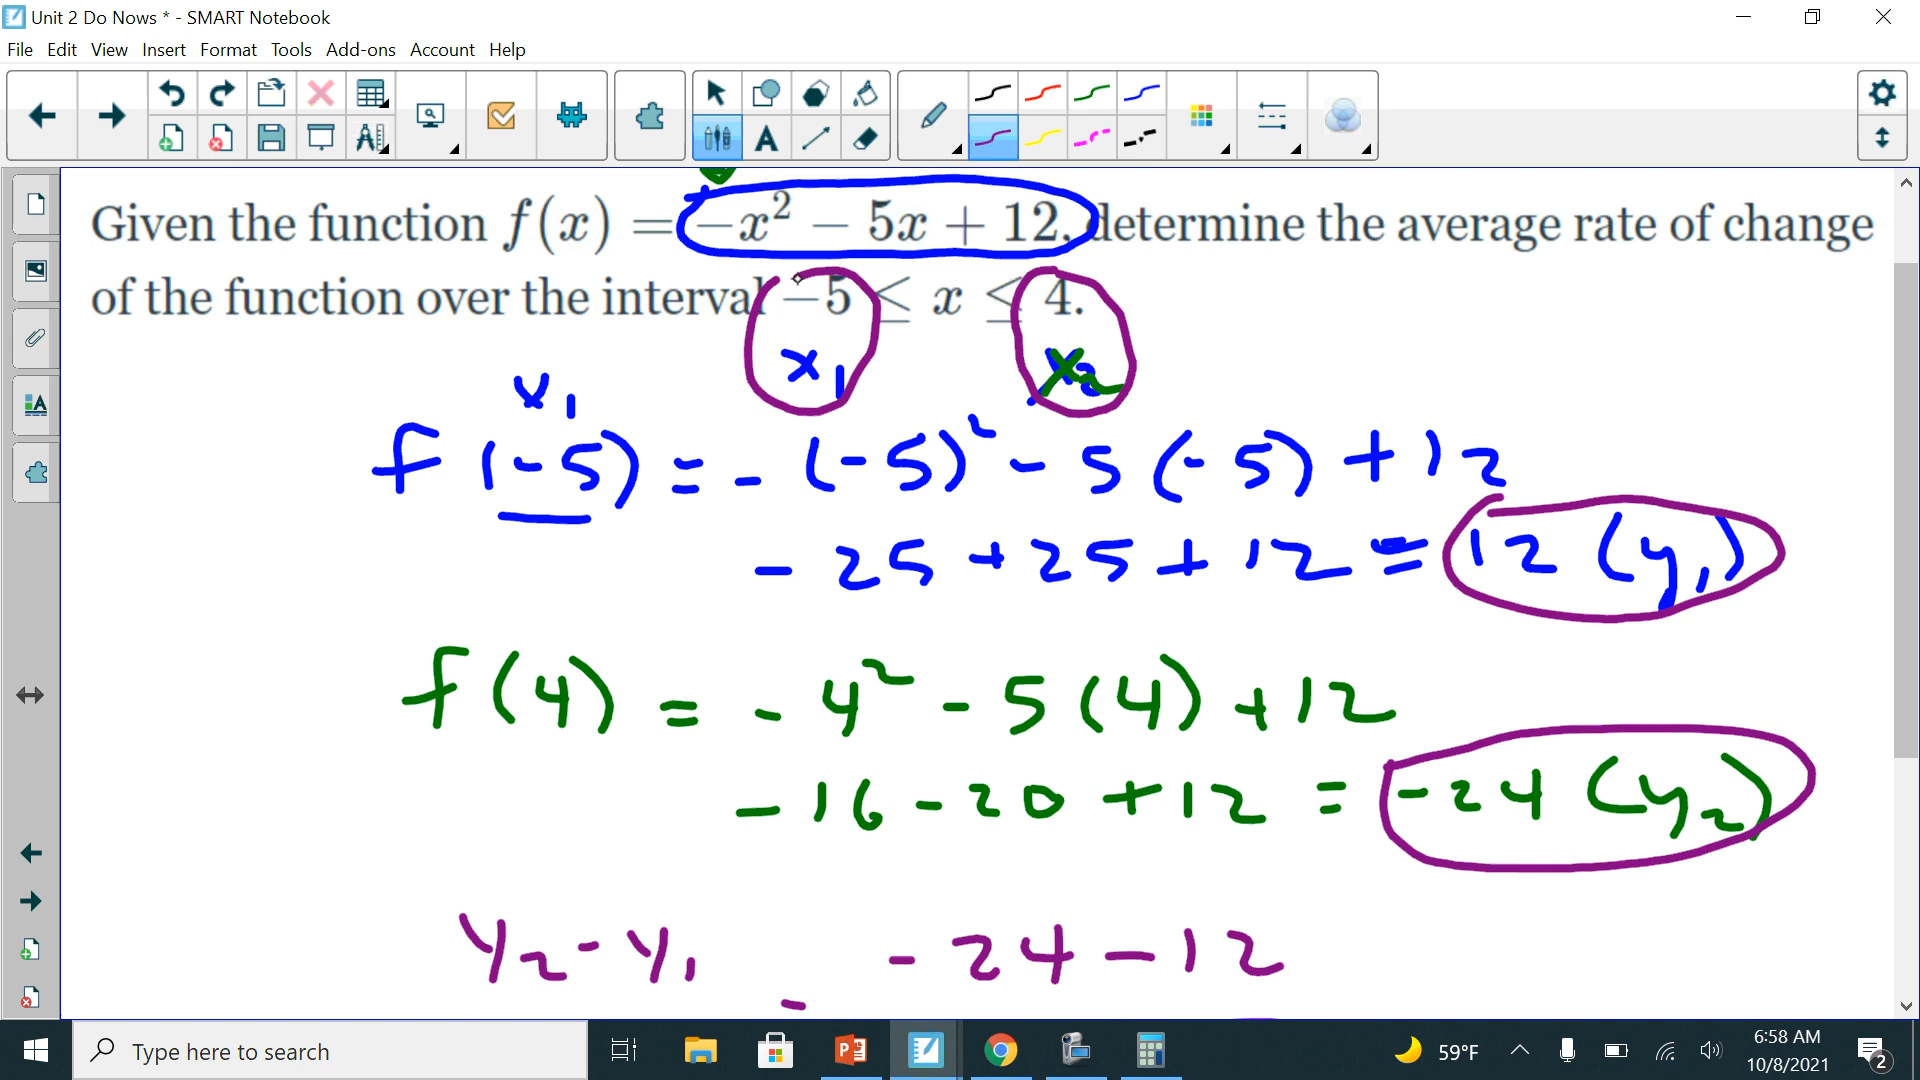 Unit 2 Do Nows * - SMART Notebook
File Edit View Insert Format Tools Add-ons Account Help
Given the function f(x) = −x² − 5x + 12, determine the average rate of change
of the function over the interval −5 ≤ x ≤ 4.
x₁ x₂
x₁
f(-5) = -(-5)² - 5(-5) + 12
-25 + 25 + 12 = 12 (y₁)
f(4) = -4² - 5(4) + 12
-16 - 20 + 12 = -24 (y₂)
y₂ - y₁ -24 - 12
Type here to search
59°F
6:58 AM
10/8/2021
2